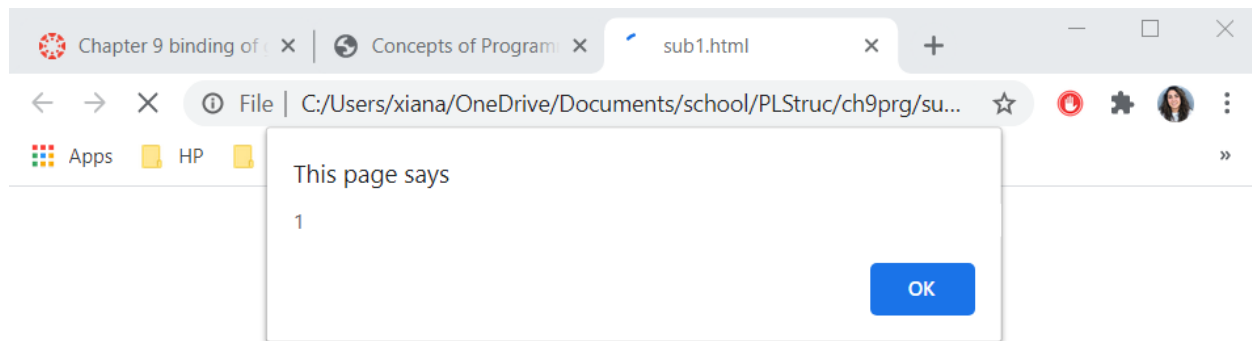 Chapter 9 binding of
Concepts of Program
sub1.html
File | C:/Users/xiana/OneDrive/Documents/school/PLStruc/ch9prg/su...
Apps HP
This page says
1
OK